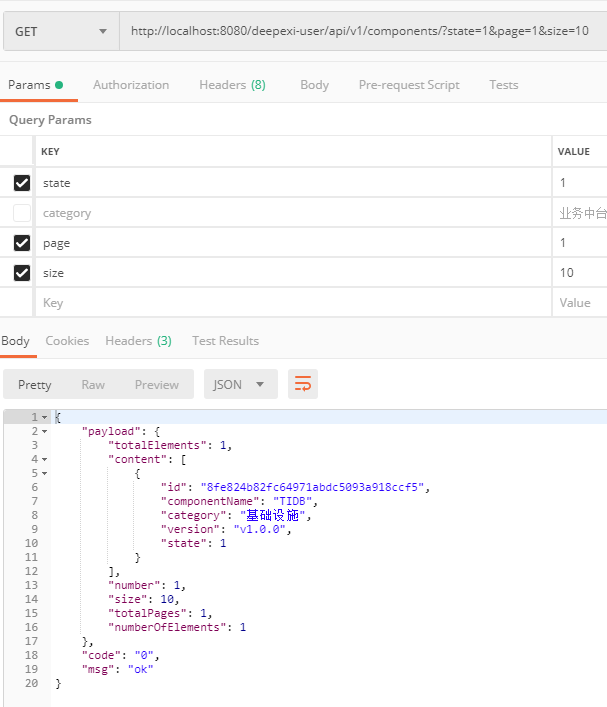 GET http://localhost:8080/deepexi-user/api/v1/components/?state=1&page=1&size=10
Params Authorization Headers (8) Body Pre-request Script Tests
Query Params
KEY VALUE
state 1
category 业务中台
page 1
size 10
Key Value
Body Cookies Headers (3) Test Results
Pretty Raw Preview JSON
1 {
2 "payload": {
3 "totalElements": 1,
4 "content": [
5 {
6 "id": "8fe824b82fc64971abdc5093a918ccf5",
7 "componentName": "TIDB",
8 "category": "基础设施",
9 "version": "v1.0.0",
10 "state": 1
11 }
12 ],
13 "number": 1,
14 "size": 10,
15 "totalPages": 1,
16 "numberOfElements": 1
17 },
18 "code": "0",
19 "msg": "ok"
20 }